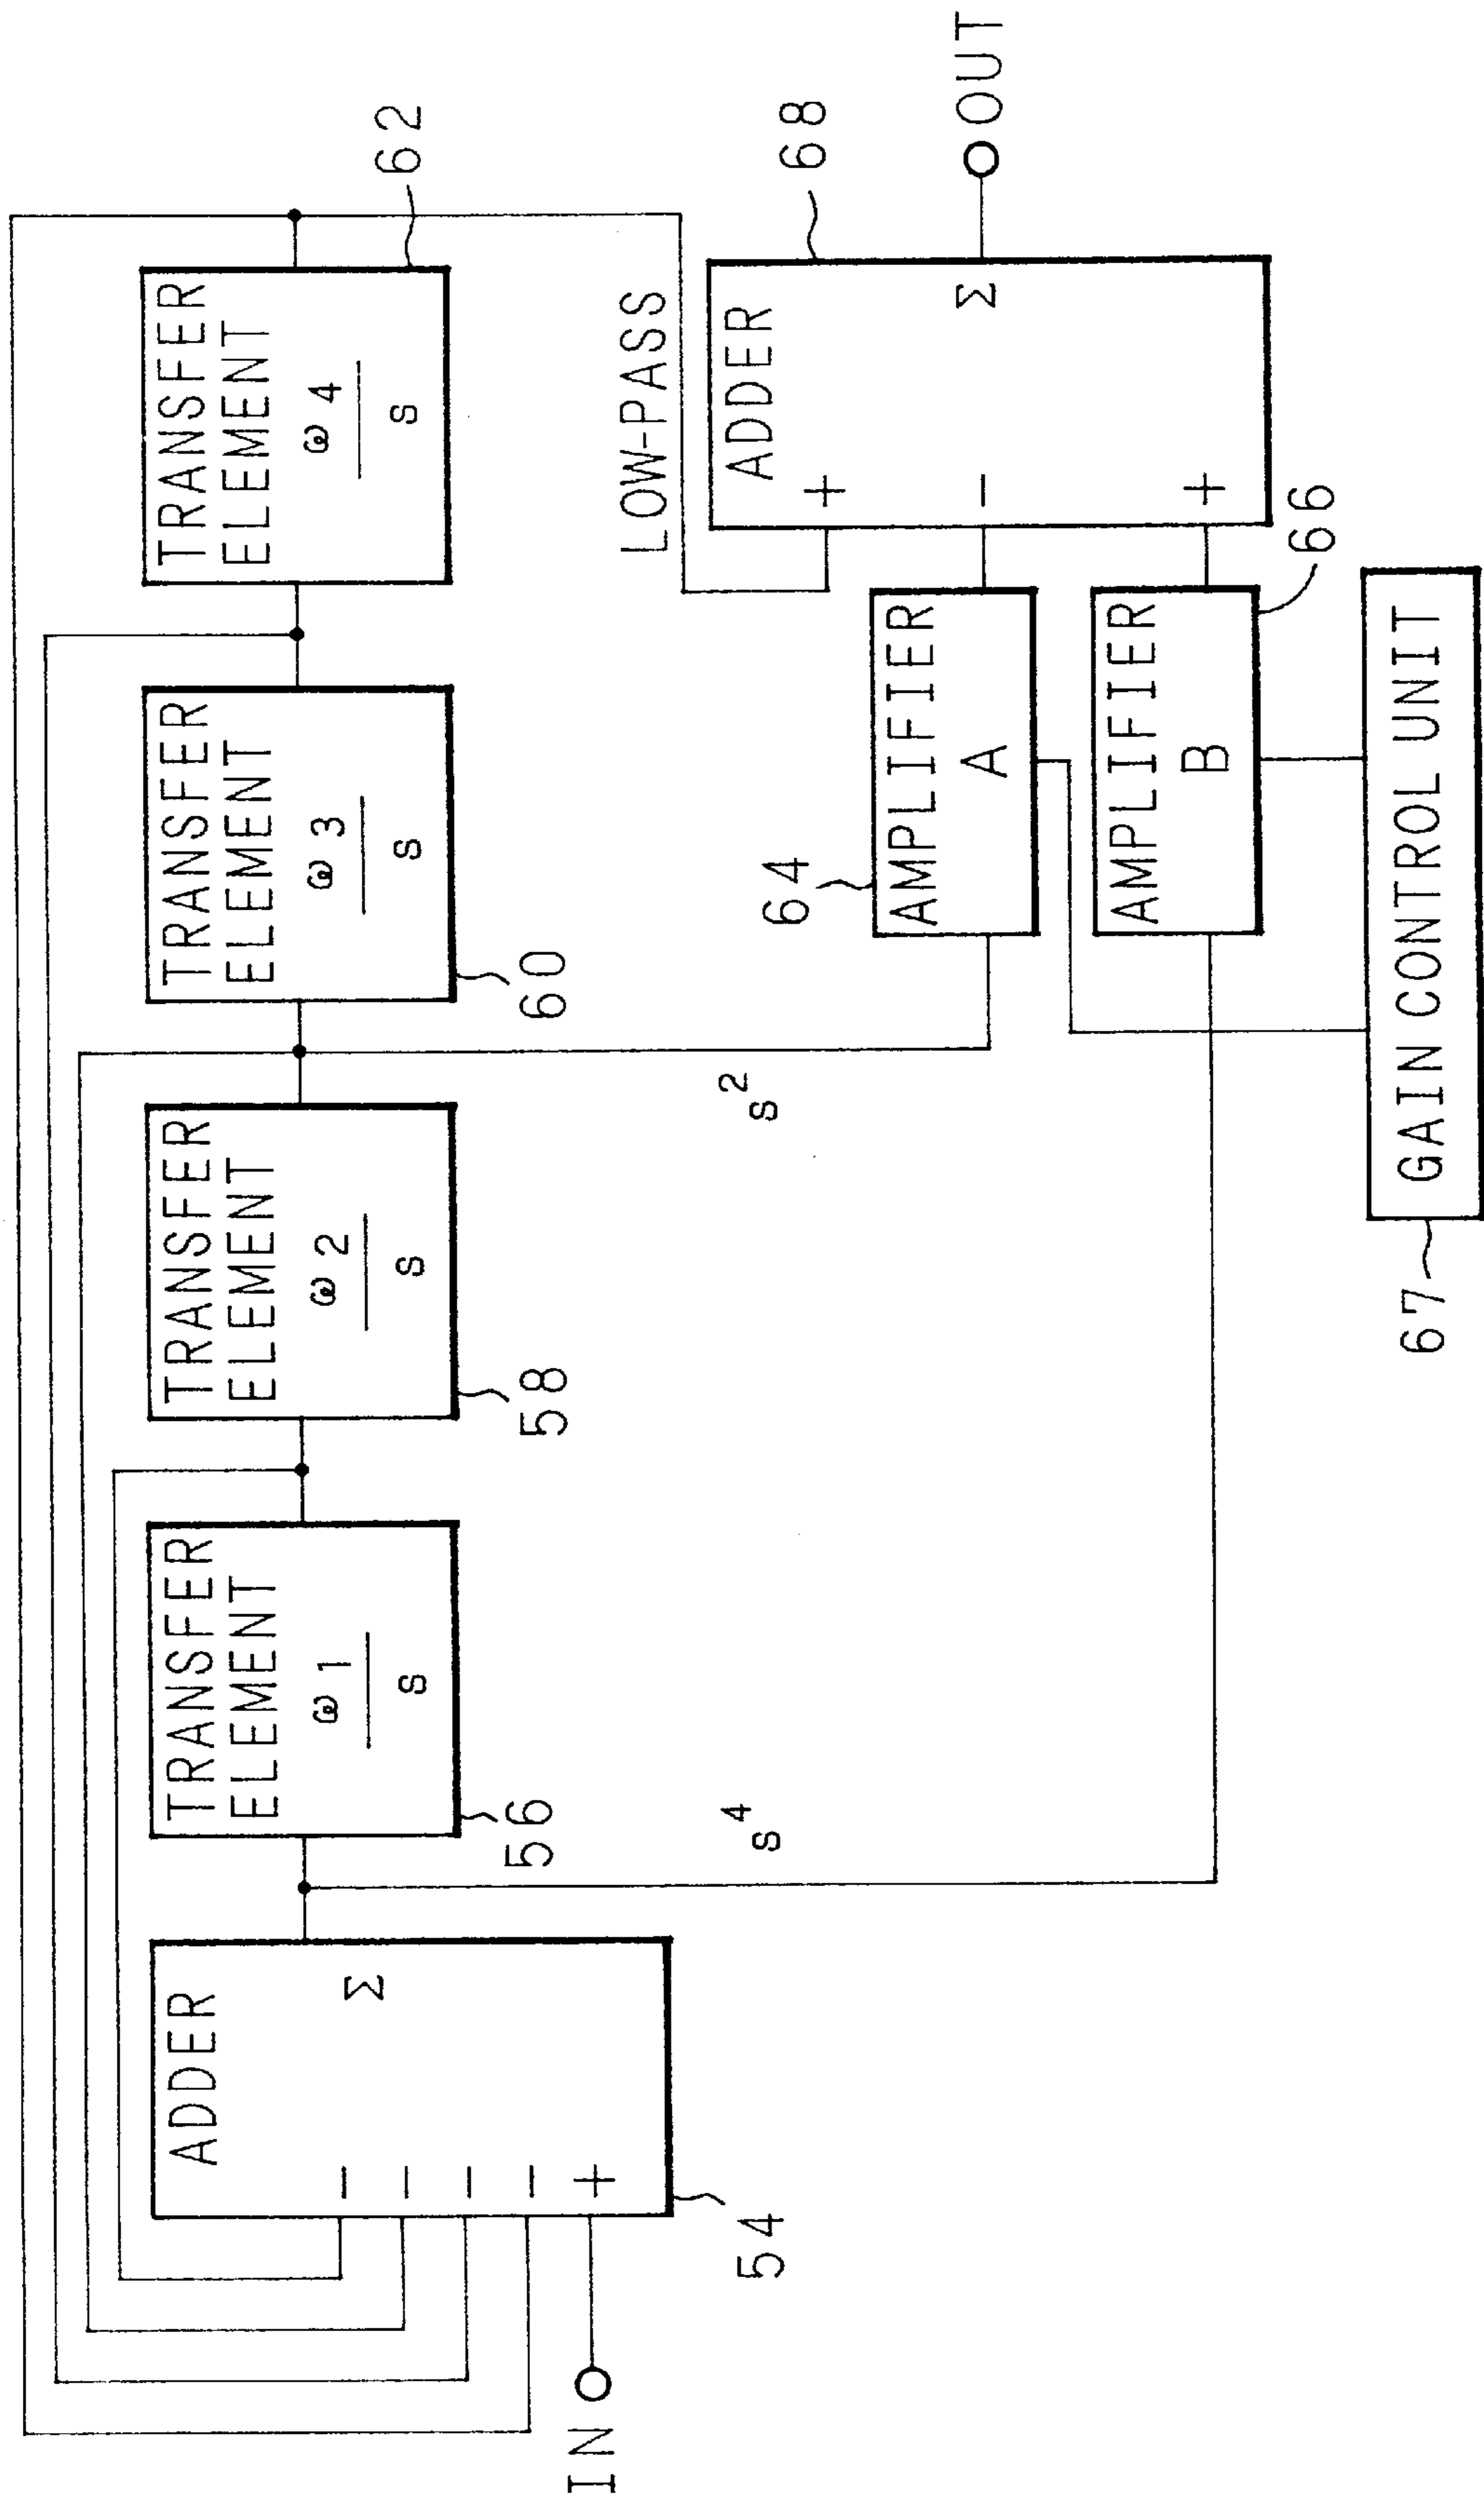 IN
ADDER
Σ
−
−
−
−
+
54
TRANSFER
ELEMENT
ω1
s
56
TRANSFER
ELEMENT
ω2
s
58
TRANSFER
ELEMENT
ω3
s
60
TRANSFER
ELEMENT
ω4
s
62
s⁴
s²
LOW-PASS
64
AMPLIFIER
A
AMPLIFIER
B
66
ADDER
+
−
+
Σ
68
OUT
67
GAIN CONTROL UNIT